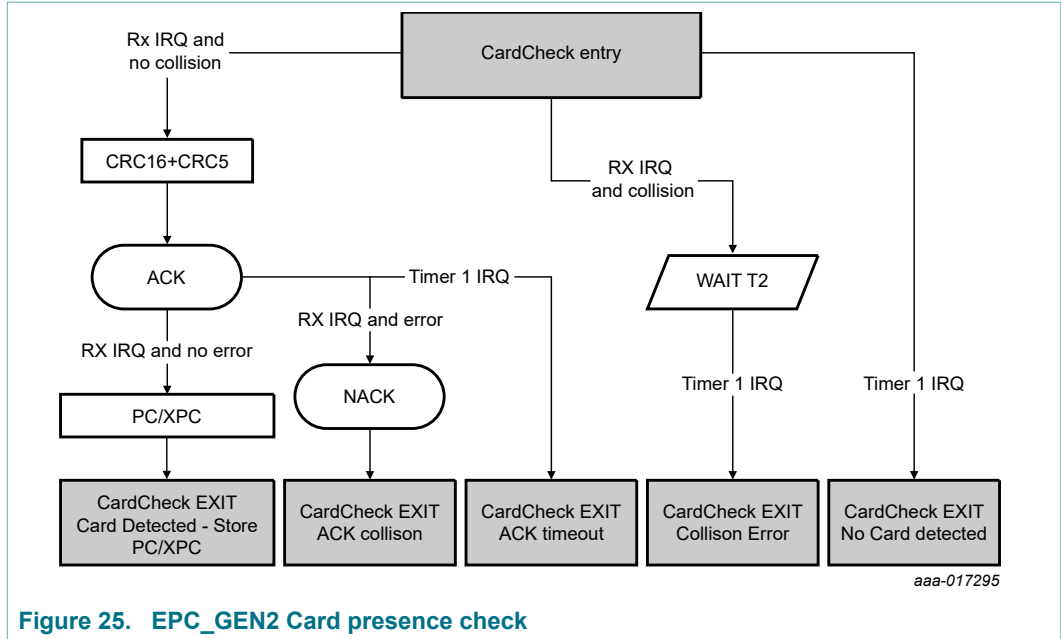 Rx IRQ and
no collision
CardCheck entry
CRC16+CRC5
RX IRQ
and collision
ACK
Timer 1 IRQ
WAIT T2
RX IRQ and error
RX IRQ and no error
NACK
Timer 1 IRQ
Timer 1 IRQ
PC/XPC
CardCheck EXIT
Card Detected - Store
PC/XPC
CardCheck EXIT
ACK collison
CardCheck EXIT
ACK timeout
CardCheck EXIT
Collison Error
CardCheck EXIT
No Card detected
aaa-017295
Figure 25. EPC_GEN2 Card presence check